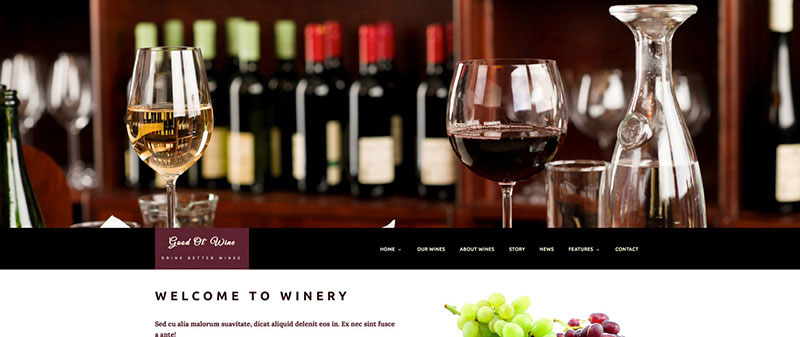 Good Ol' Wine
DRINK BETTER WINES
HOME
OUR WINES
ABOUT WINES
STORY
NEWS
FEATURES
CONTACT
WELCOME TO WINERY
Sed cu alia malorum suavitate, dicat aliquid delenit eos in. Ex nec sint fusce
a ante!